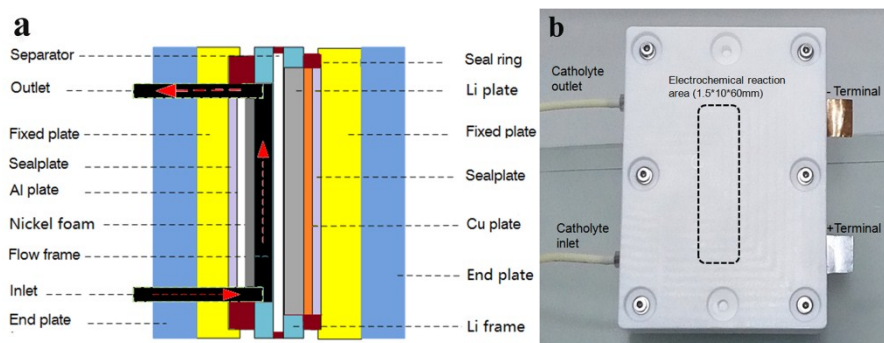 a
Separator
Outlet
Fixed plate
Sealplate
Al plate
Nickel foam
Flow frame
Inlet
End plate
Seal ring
Li plate
Fixed plate
Sealplate
Cu plate
End plate
Li frame
b
Catholyte
outlet
Electrochemical reaction
area (1.5*10*60mm)
- Terminal
Catholyte
inlet
+Terminal